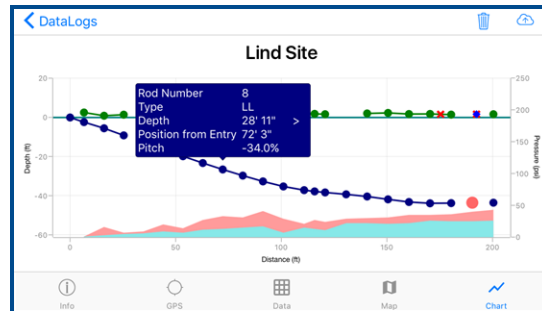 DataLogs
Lind Site
20
0
-20
-40
-60
Depth (ft)
250
200
150
100
50
0
Pressure (psi)
Rod Number 8
Type LL
Depth 28' 11" >
Position from Entry 72' 3"
Pitch -34.0%
0 50 100 150 200
Distance (ft)
Info GPS Data Map Chart